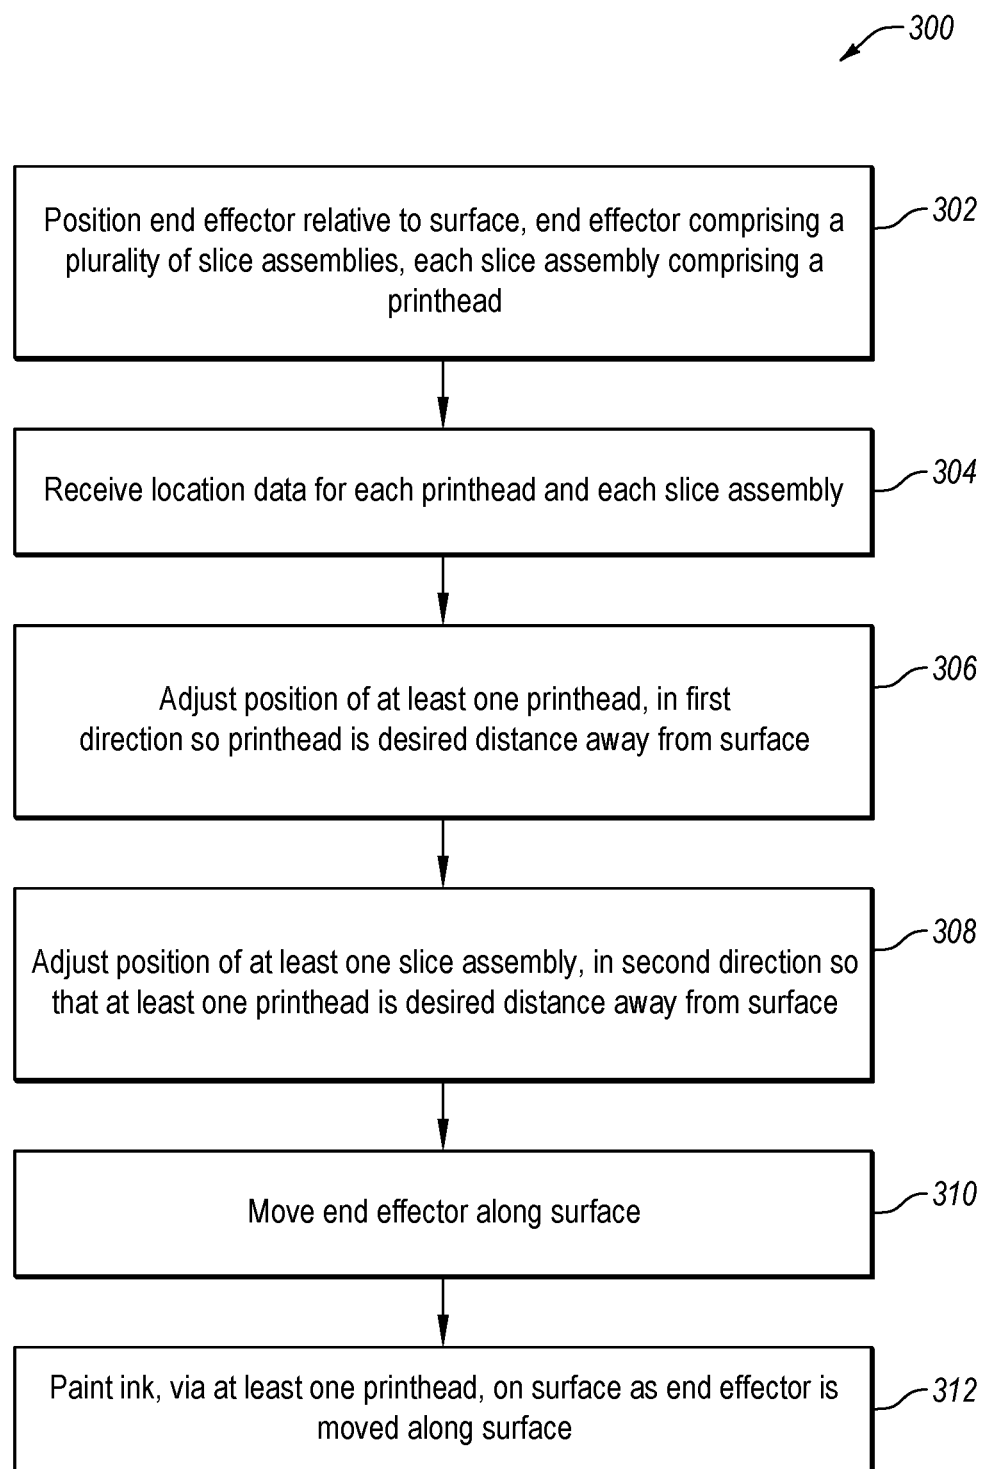 300
Position end effector relative to surface, end effector comprising a
plurality of slice assemblies, each slice assembly comprising a
printhead
302
Receive location data for each printhead and each slice assembly
304
Adjust position of at least one printhead, in first
direction so printhead is desired distance away from surface
306
Adjust position of at least one slice assembly, in second direction so
that at least one printhead is desired distance away from surface
308
Move end effector along surface
310
Paint ink, via at least one printhead, on surface as end effector is
moved along surface
312